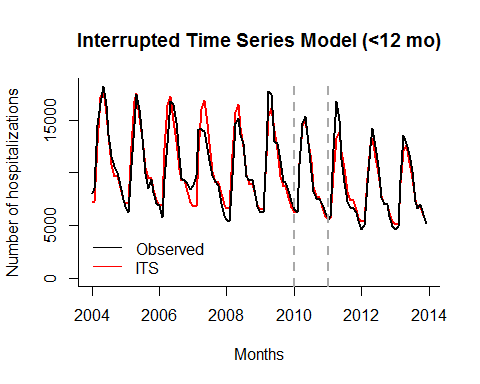 Interrupted Time Series Model (<12 mo)
Number of hospitalizations
15000
5000
0
Observed
ITS
2004 2006 2008 2010 2012 2014
Months